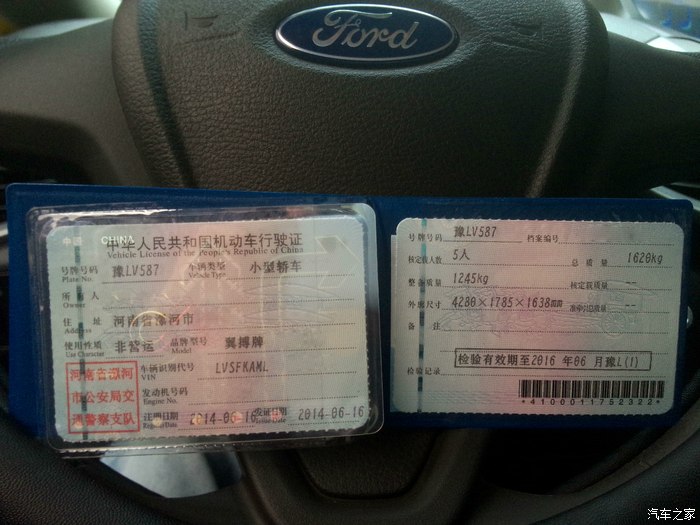 Ford
中国 CHINA
中华人民共和国机动车行驶证
Vehicle License of the People's Republic of China
号牌号码 豫LV587 车辆类型 小型轿车
Plate No. Vehicle Type
所有人
Owner
住 址 河南省漯河市
Address
使用性质 非营运 品牌型号 翼搏牌
Use Character Model
河南省漯河
市公安局交
通警察支队
车辆识别代号 LVSFKAML
VIN
发动机号码
Engine No.
注册日期 2014-06-16 发证日期 2014-06-16
Register Date Issue Date
号牌号码 豫LV587 档案编号
核定载人数 5人 总质量 1620kg
整备质量 1245kg 核定载质量 --
外廓尺寸 4280×1785×1638mm 准牵引总质量 --
备 注
检验有效期至2016 年06 月豫L(1)
检验记录
*4100011752322*
汽车之家